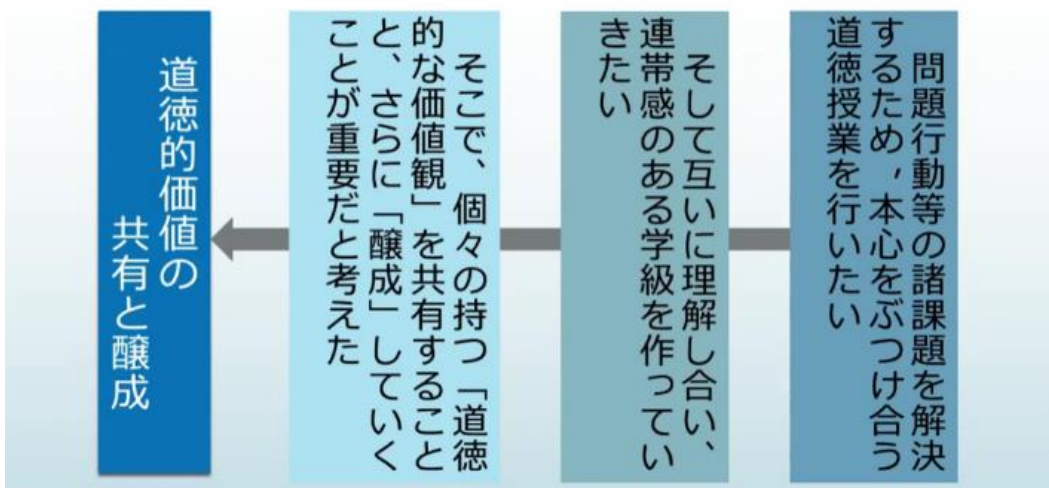 問題行動等の諸課題を解決
するため，本心をぶつけ合う
道徳授業を行いたい
そして互いに理解し合い、
連帯感のある学級を作ってい
きたい
そこで、個々の持つ「道徳
的な価値観」を共有すること
と、さらに「醸成」していく
ことが重要だと考えた
道徳的価値の
共有と醸成